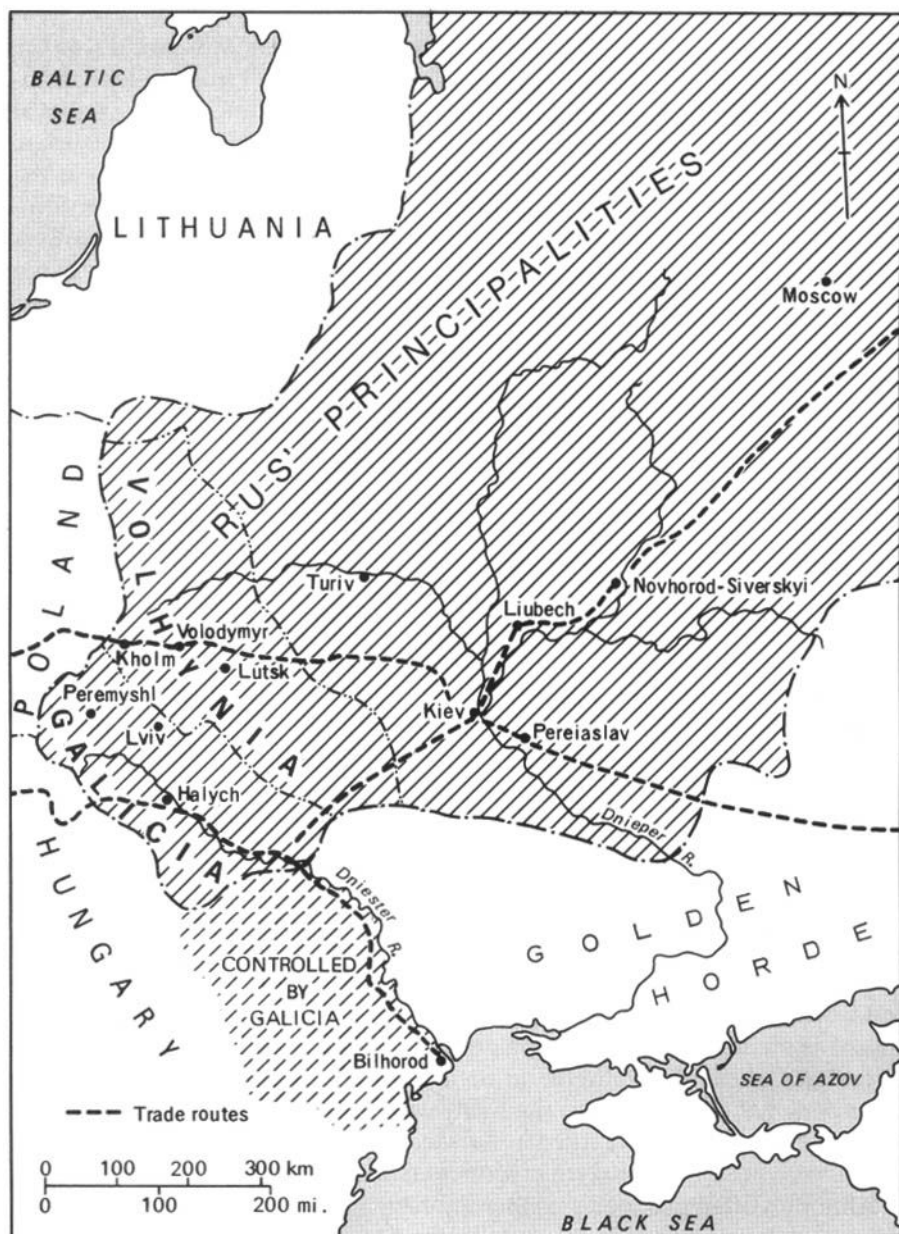 BALTIC
SEA
N
LITHUANIA
RUS' PRINCIPALITIES
Moscow
POLAND
VOLHYNIA
Turiv
Novhorod-Siverskyi
Liubech
Volodymyr
Kholm
Lutsk
Peremyshl
Kiev
Pereiaslav
Lviv
GALICIA
Halych
Dnieper R.
HUNGARY
Dniester R.
GOLDEN
HORDE
CONTROLLED
BY
GALICIA
Bilhorod
SEA OF AZOV
Trade routes
0 100 200 300 km
0 100 200 mi.
BLACK SEA